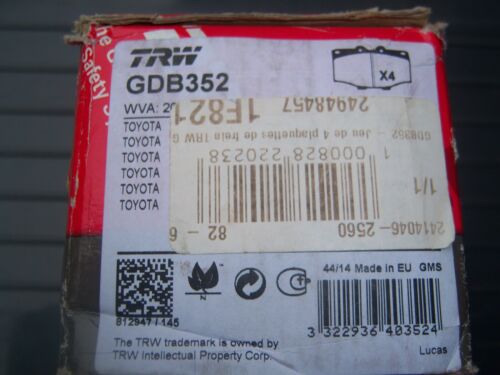 TRW
GDB352
X4
WVA: 20
TOYOTA
TOYOTA
TOYOTA
TOYOTA
TOYOTA
TOYOTA
GDB352 - Jeu de 4 plaquettes de frein TRW G
24948457 1E821
1 000828 220238
1/1
2414046-2560 82 - 6
812947 / 145
44/14 Made in EU GMS
3 322936 403524
Lucas
The TRW trademark is owned by
TRW Intellectual Property Corp.